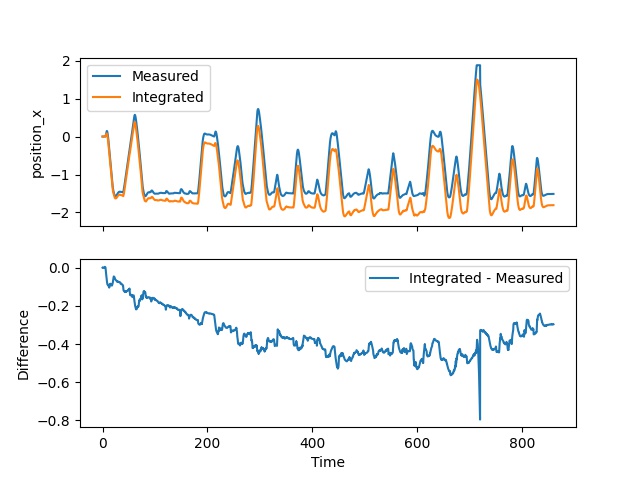 2
1
0
−1
−2
position_x
Measured
Integrated
0.0
−0.2
−0.4
−0.6
−0.8
Difference
Integrated - Measured
0 200 400 600 800
Time